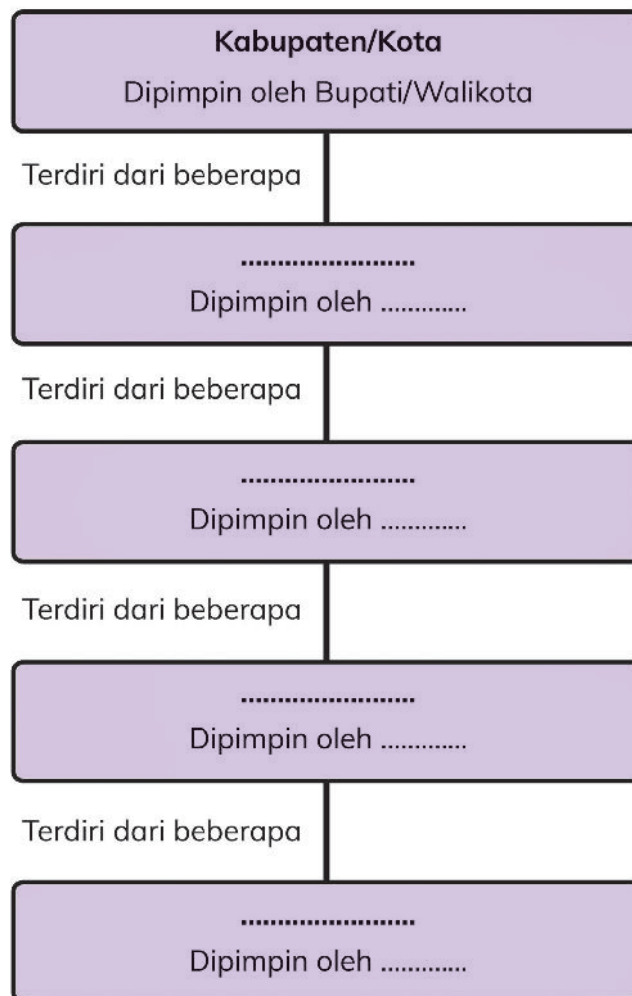 Kabupaten/Kota
Dipimpin oleh Bupati/Walikota
Terdiri dari beberapa
........................
Dipimpin oleh .............
Terdiri dari beberapa
........................
Dipimpin oleh .............
Terdiri dari beberapa
........................
Dipimpin oleh .............
Terdiri dari beberapa
........................
Dipimpin oleh .............